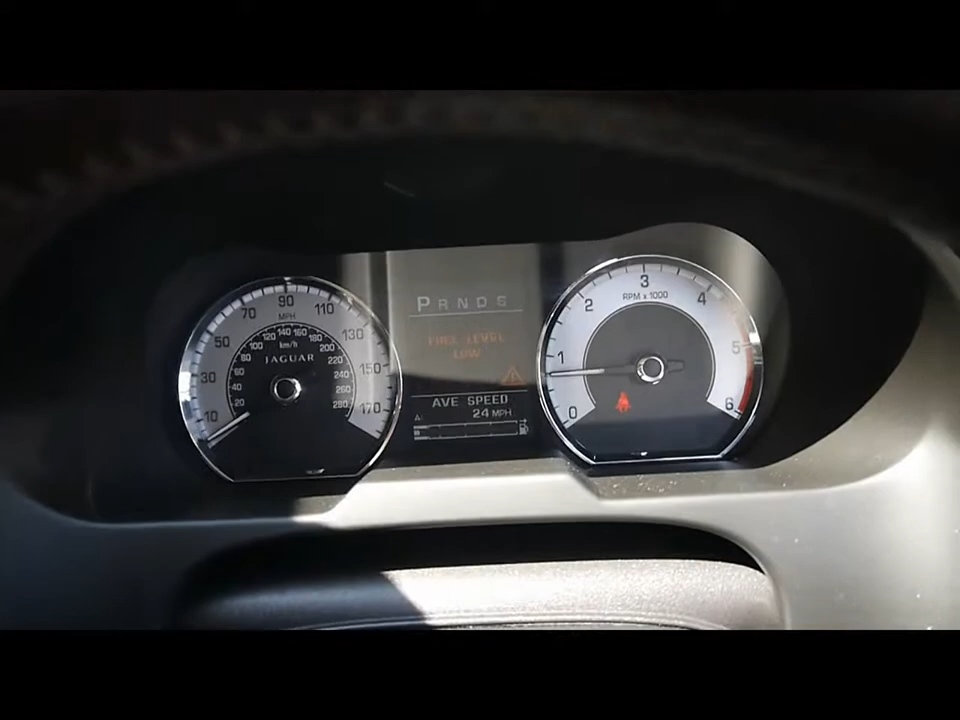 10 30 50 70 90 110 130 150 170
MPH
20 40 60 80 100 120 140 160 180 200 220 240 260 280
km/h
JAGUAR
P R N D S
FUEL LEVEL
LOW
AVE SPEED
24 MPH
0 1 2 3 4 5 6
RPM x 1000